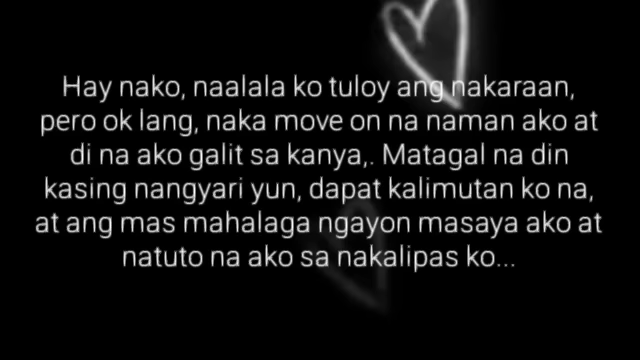 Hay nako, naalala ko tuloy ang nakaraan,
pero ok lang, naka move on na naman ako at
di na ako galit sa kanya,. Matagal na din
kasing nangyari yun, dapat kalimutan ko na,
at ang mas mahalaga ngayon masaya ako at
natuto na ako sa nakalipas ko...